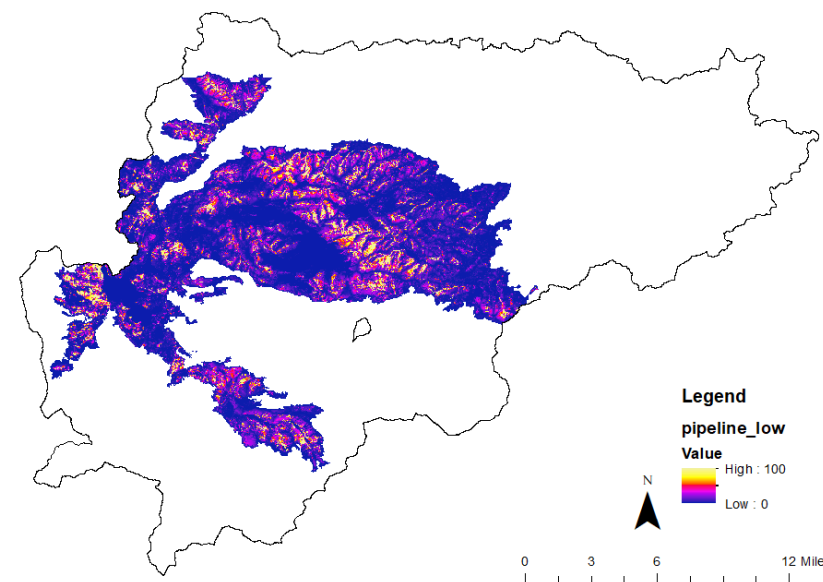 Legend
pipeline_low
Value
High : 100
Low : 0
N
0 3 6 12 Mile